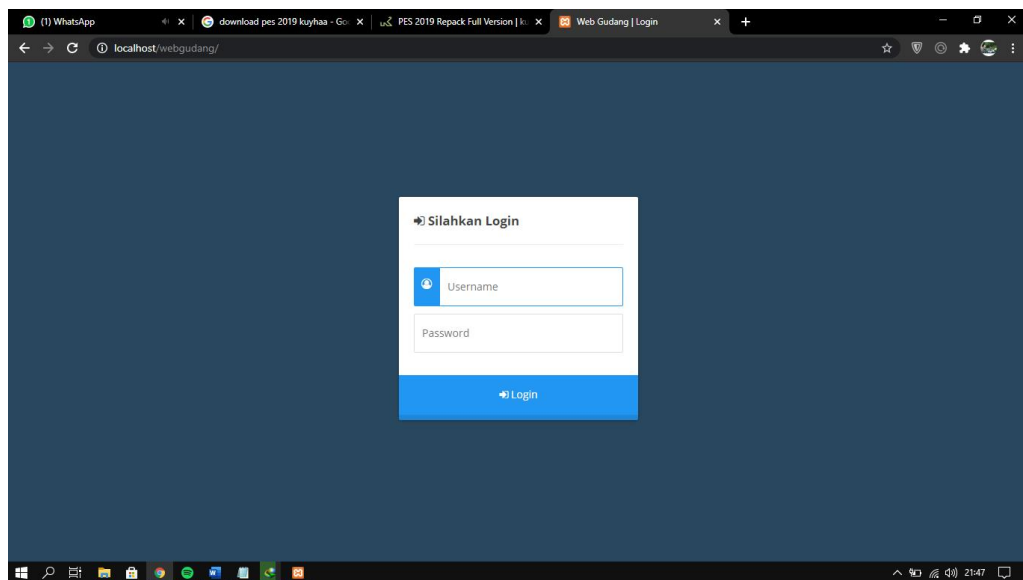 (1) WhatsApp
download pes 2019 kuyhaa - Go
PES 2019 Repack Full Version | k
Web Gudang | Login
localhost/webgudang/
Silahkan Login
Username
Password
Login
21:47